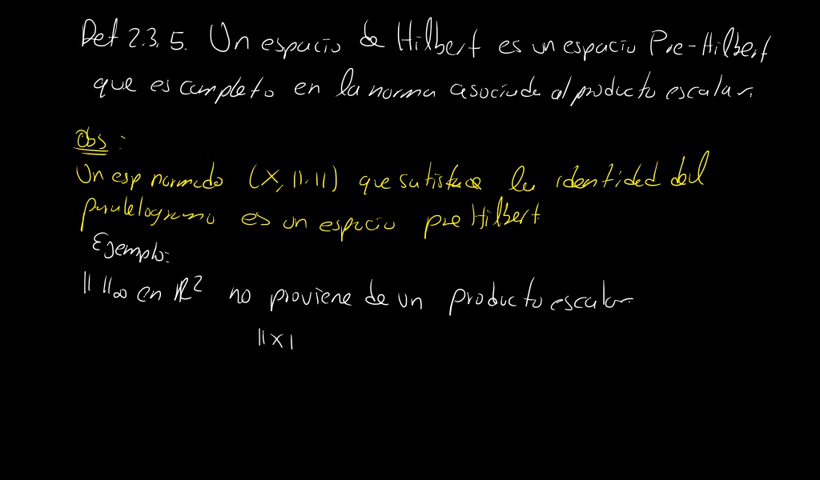 Def 2.3.5. Un espacio de Hilbert es un espacio Pre-Hilbert
que es completo en la norma asociada al producto escalar.
Obs:
Un esp normado (X, ||.||) que satisface la identidad del
paralelogramo es un espacio pre Hilbert
Ejemplo:
|| ||∞ en ℝ² no proviene de un producto escalar
||x|